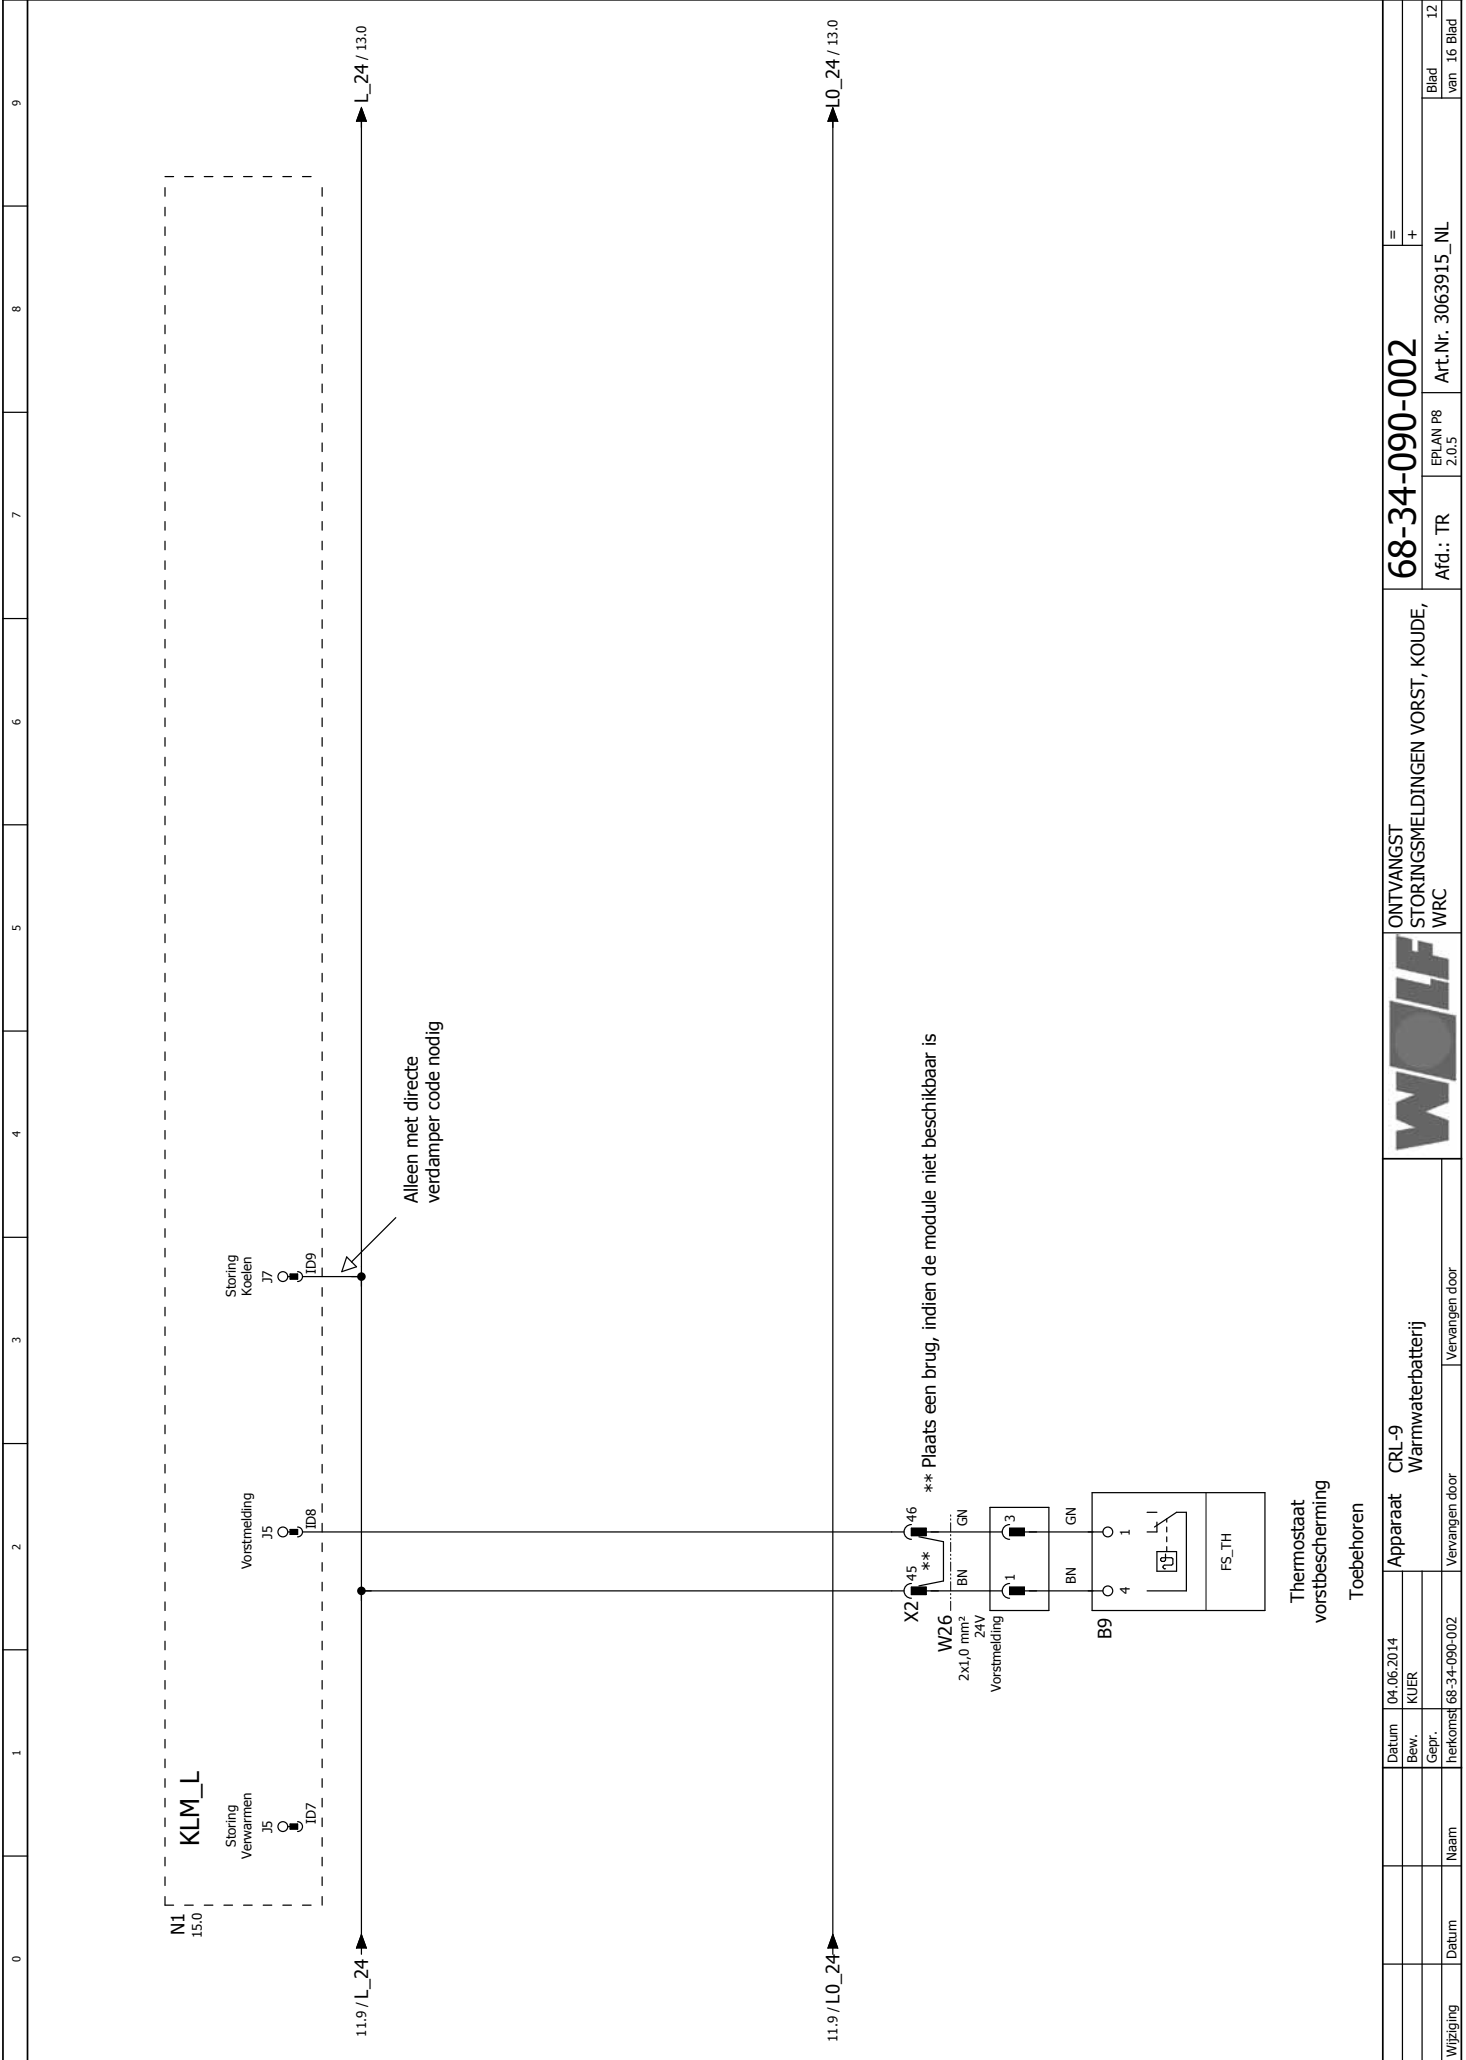 0 1 2 3 4 5 6 7 8 9
N1
15.0
KLM_L
Storing
Verwarmen
J5
ID7
Vorstmelding
J5
ID8
Storing
Koelen
J7
ID9
11.9 / L_24
L_24 / 13.0
Alleen met directe
verdamper code nodig
11.9 / L0_24
L0_24 / 13.0
X2 45 46
**
** Plaats een brug, indien de module niet beschikbaar is
W26
2x1,0 mm²
24V
Vorstmelding
BN GN
1 3
BN GN
B9
4 1
FS_TH
Thermostaat
vorstbescherming
Toebehoren
Wijziging Datum Naam
Datum 04.06.2014
Bew. KUER
Gepr.
herkomst 68-34-090-002
Apparaat CRL-9
Warmwaterbatterij
Vervangen door Vervangen door
WOLF
ONTVANGST
STORINGSMELDINGEN VORST, KOUDE,
WRC
68-34-090-002
Afd.: TR
EPLAN P8
2.0.5
Art.Nr. 3063915_NL
=
+
Blad 12
van 16 Blad